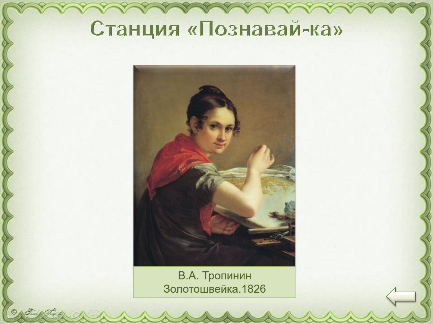 Станция «Познавай-ка»
В.А. Тропинин
Золотошвейка.1826